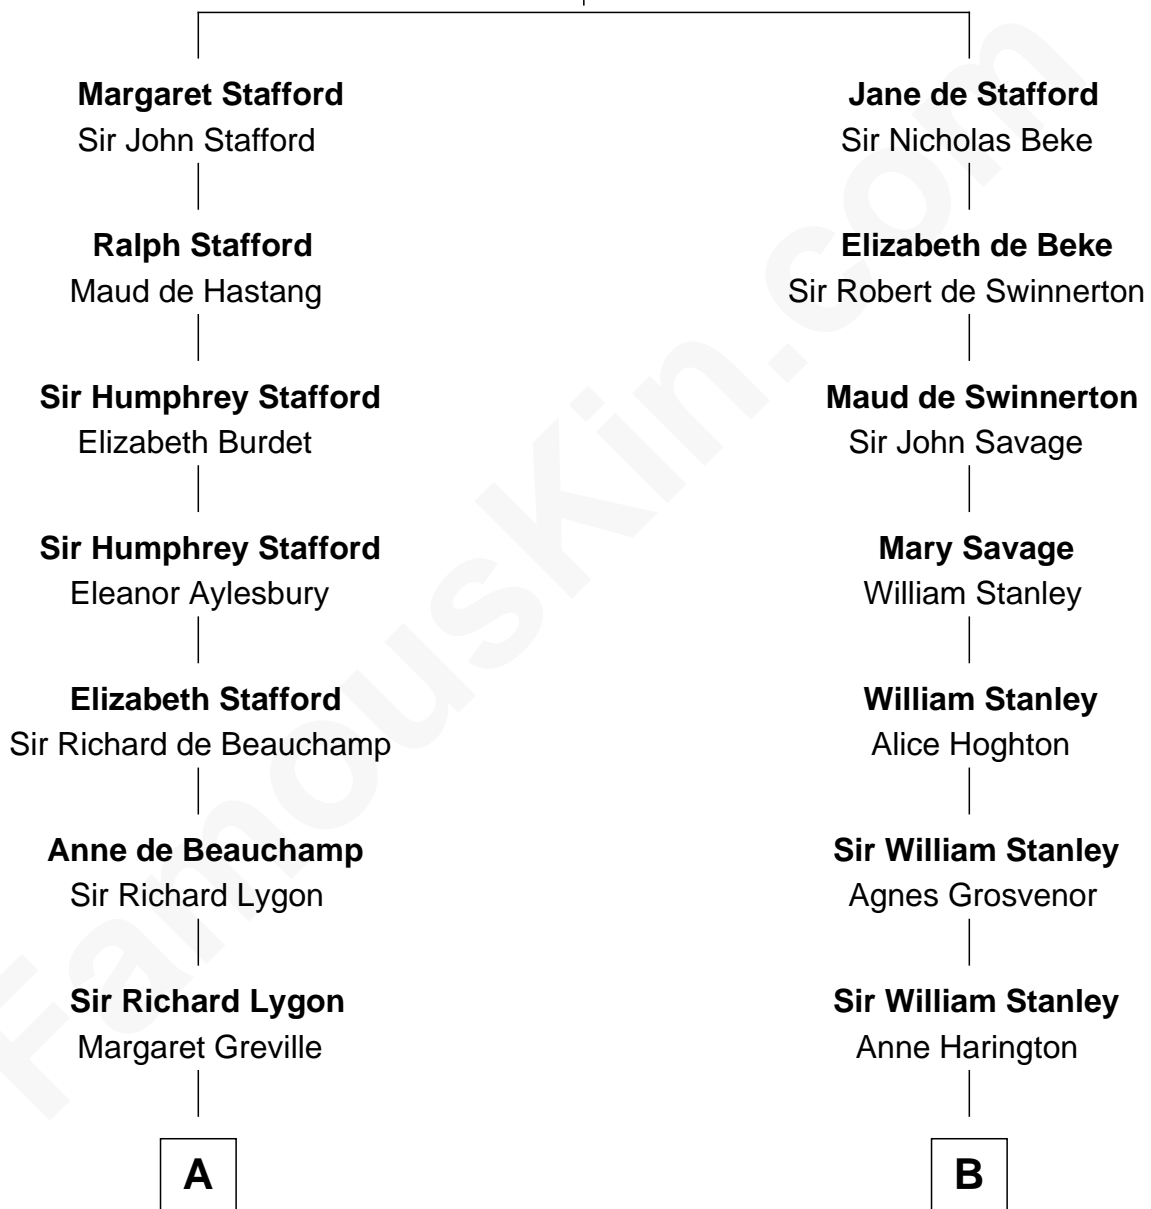 Margaret Stafford
Sir John Stafford
Jane de Stafford
Sir Nicholas Beke
Ralph Stafford
Maud de Hastang
Elizabeth de Beke
Sir Robert de Swinnerton
Sir Humphrey Stafford
Elizabeth Burdet
Maud de Swinnerton
Sir John Savage
Sir Humphrey Stafford
Eleanor Aylesbury
Mary Savage
William Stanley
Elizabeth Stafford
Sir Richard de Beauchamp
William Stanley
Alice Hoghton
Anne de Beauchamp
Sir Richard Lygon
Sir William Stanley
Agnes Grosvenor
Sir Richard Lygon
Margaret Greville
Sir William Stanley
Anne Harington
A
B
FamousKin.com